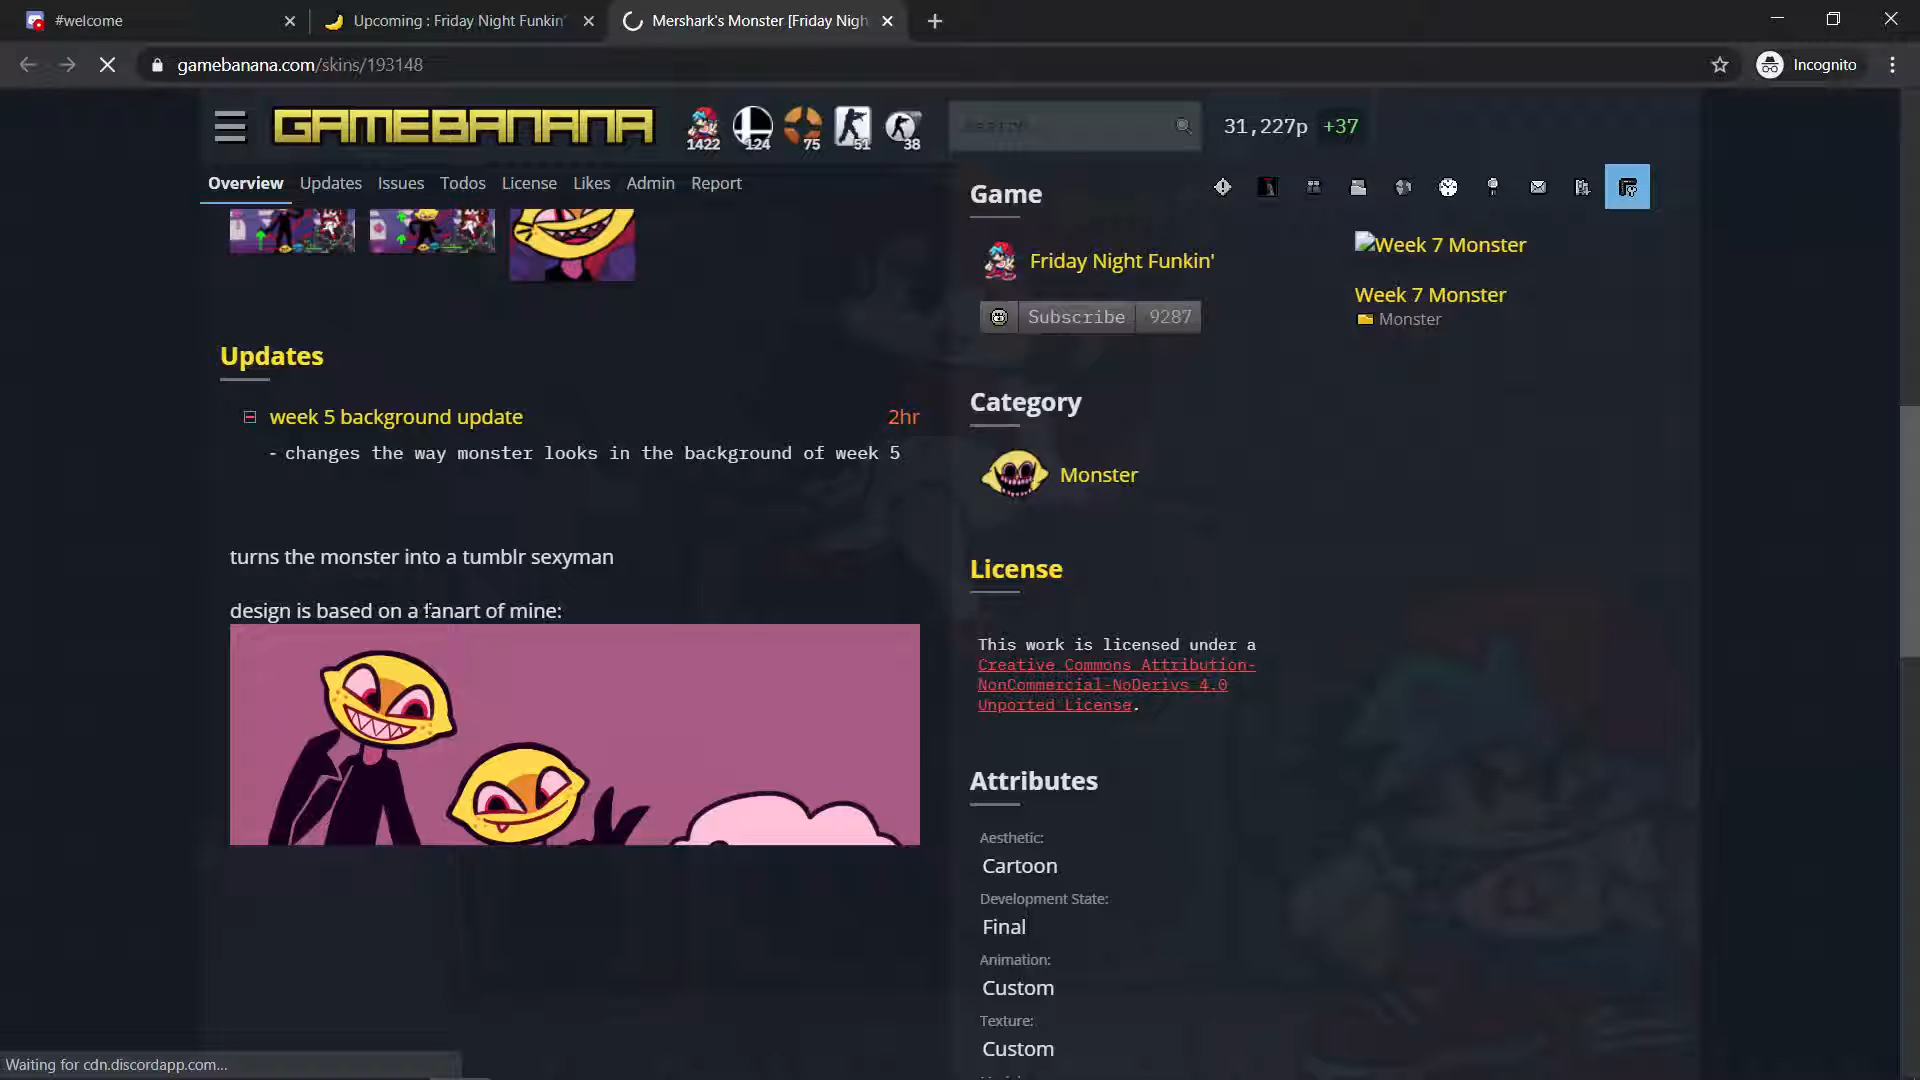 #welcome
Upcoming : Friday Night Funkin'
Mershark's Monster [Friday Nigh
gamebanana.com/skins/193148
Incognito
GAMEBANANA
1422
124
75
51
38
Search...
31,227p +37
Overview
Updates
Issues
Todos
License
Likes
Admin
Report
Updates
week 5 background update
2hr
- changes the way monster looks in the background of week 5
turns the monster into a tumblr sexyman
design is based on a fanart of mine:
Game
Friday Night Funkin'
Subscribe
9287
Category
Monster
License
This work is licensed under a
Creative Commons Attribution-
NonCommercial-NoDerivs 4.0
Unported License.
Attributes
Aesthetic:
Cartoon
Development State:
Final
Animation:
Custom
Texture:
Custom
Week 7 Monster
Week 7 Monster
Monster
Waiting for cdn.discordapp.com...